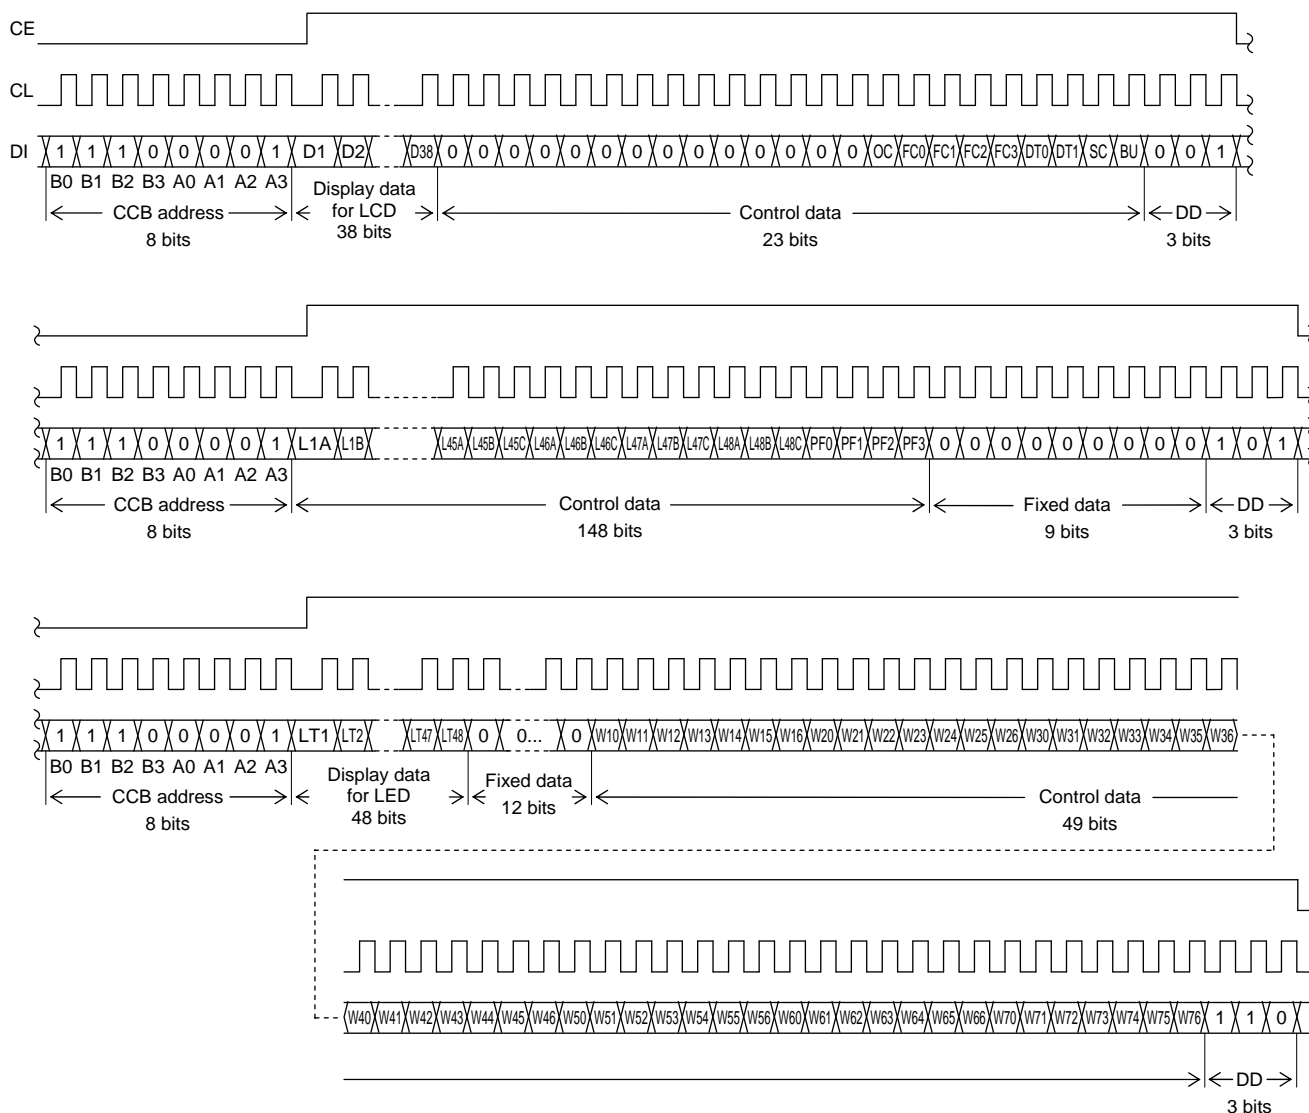 CE
CL
DI 1 1 1 0 0 0 0 1 D1 D2 D38 0 0 0 0 0 0 0 0 0 0 0 0 0 0 OC FC0 FC1 FC2 FC3 DT0 DT1 SC BU 0 0 1
B0 B1 B2 B3 A0 A1 A2 A3
CCB address
8 bits
Display data
for LCD
38 bits
Control data
23 bits
DD
3 bits
1 1 1 0 0 0 0 1 L1A L1B L45A L45B L45C L46A L46B L46C L47A L47B L47C L48A L48B L48C PF0 PF1 PF2 PF3 0 0 0 0 0 0 0 0 0 1 0 1
B0 B1 B2 B3 A0 A1 A2 A3
CCB address
8 bits
Control data
148 bits
Fixed data
9 bits
DD
3 bits
1 1 1 0 0 0 0 1 LT1 LT2 LT47 LT48 0 0... 0 W10 W11 W12 W13 W14 W15 W16 W20 W21 W22 W23 W24 W25 W26 W30 W31 W32 W33 W34 W35 W36
B0 B1 B2 B3 A0 A1 A2 A3
CCB address
8 bits
Display data
for LED
48 bits
Fixed data
12 bits
Control data
49 bits
W40 W41 W42 W43 W44 W45 W46 W50 W51 W52 W53 W54 W55 W56 W60 W61 W62 W63 W64 W65 W66 W70 W71 W72 W73 W74 W75 W76 1 1 0
DD
3 bits